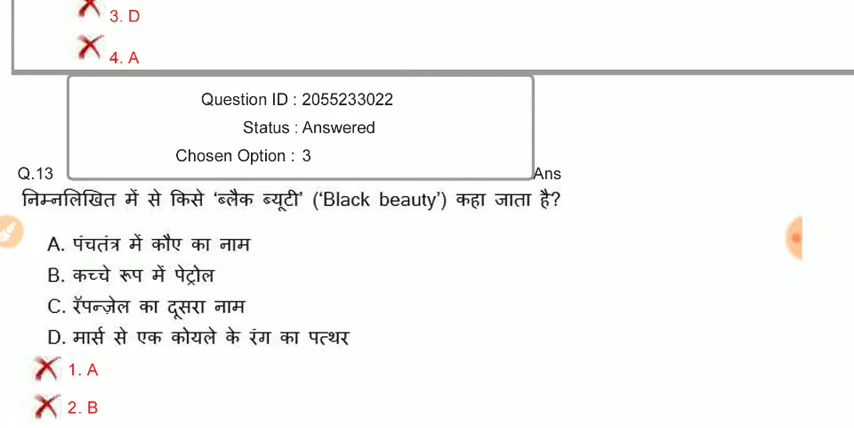 3. D
4. A
Question ID : 2055233022
Status : Answered
Chosen Option : 3
Q.13 Ans
निम्नलिखित में से किसे ‘ब्लैक ब्यूटी’ (‘Black beauty’) कहा जाता है?
A. पंचतंत्र में कौए का नाम
B. कच्चे रूप में पेट्रोल
C. रॅपन्ज़ेल का दूसरा नाम
D. मार्स से एक कोयले के रंग का पत्थर
1. A
2. B